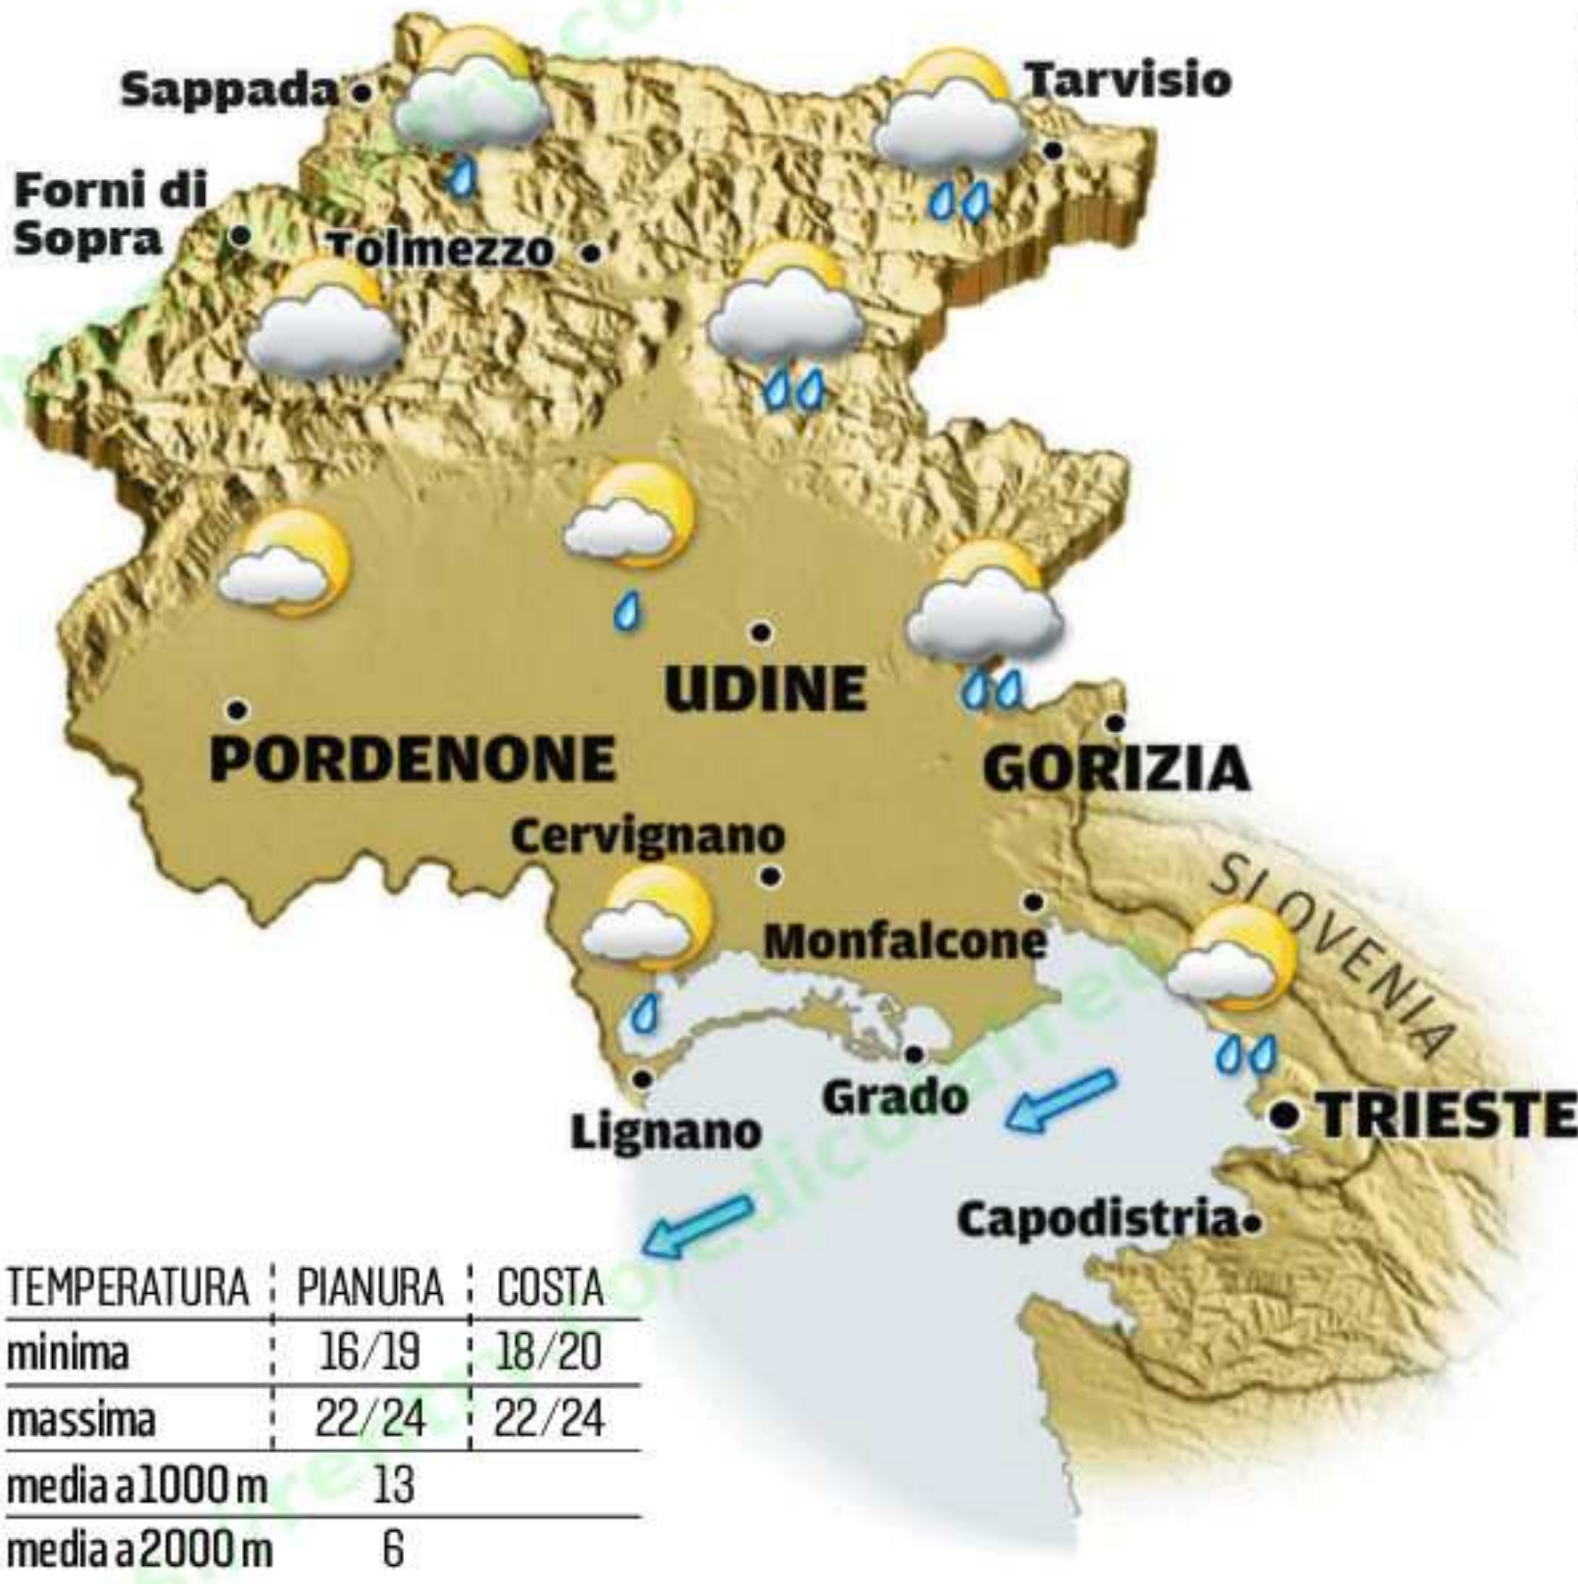 Sappada
Tarvisio
Forni di
Sopra
Tolmezzo
UDINE
PORDENONE
GORIZIA
Cervignano
Monfalcone
SLOVENIA
Grado
Lignano
TRIESTE
Capodistria
TEMPERATURA PIANURA COSTA
minima 16/19 18/20
massima 22/24 22/24
media a 1000 m 13
media a 2000 m 6